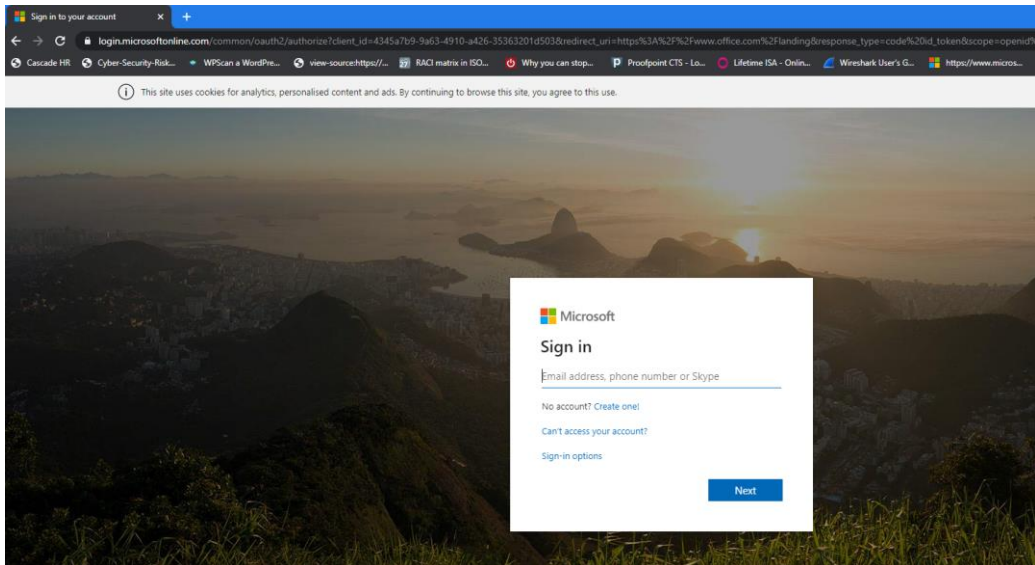 Sign in to your account
login.microsoftonline.com/common/oauth2/authorize?client_id=4345a7b9-9a63-4910-a426-35363201d503&redirect_uri=https%3A%2F%2Fwww.office.com%2Flanding&response_type=code%20id_token&scope=openid%
Cascade HR Cyber-Security-Risk... WPScan a WordPre... view-source:https://... RACI matrix in ISO... Why you can stop... Proofpoint CTS - Lo... Lifetime ISA - Onlin... Wireshark User's G... https://www.micros...
This site uses cookies for analytics, personalised content and ads. By continuing to browse this site, you agree to this use.
Microsoft
Sign in
Email address, phone number or Skype
No account? Create one!
Can't access your account?
Sign-in options
Next